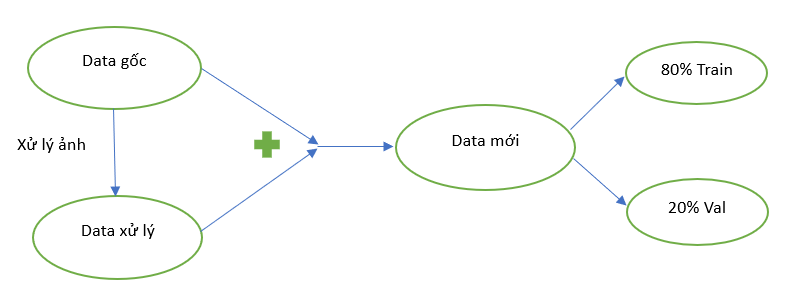 Data gốc
Xử lý ảnh
Data xử lý
Data mới
80% Train
20% Val